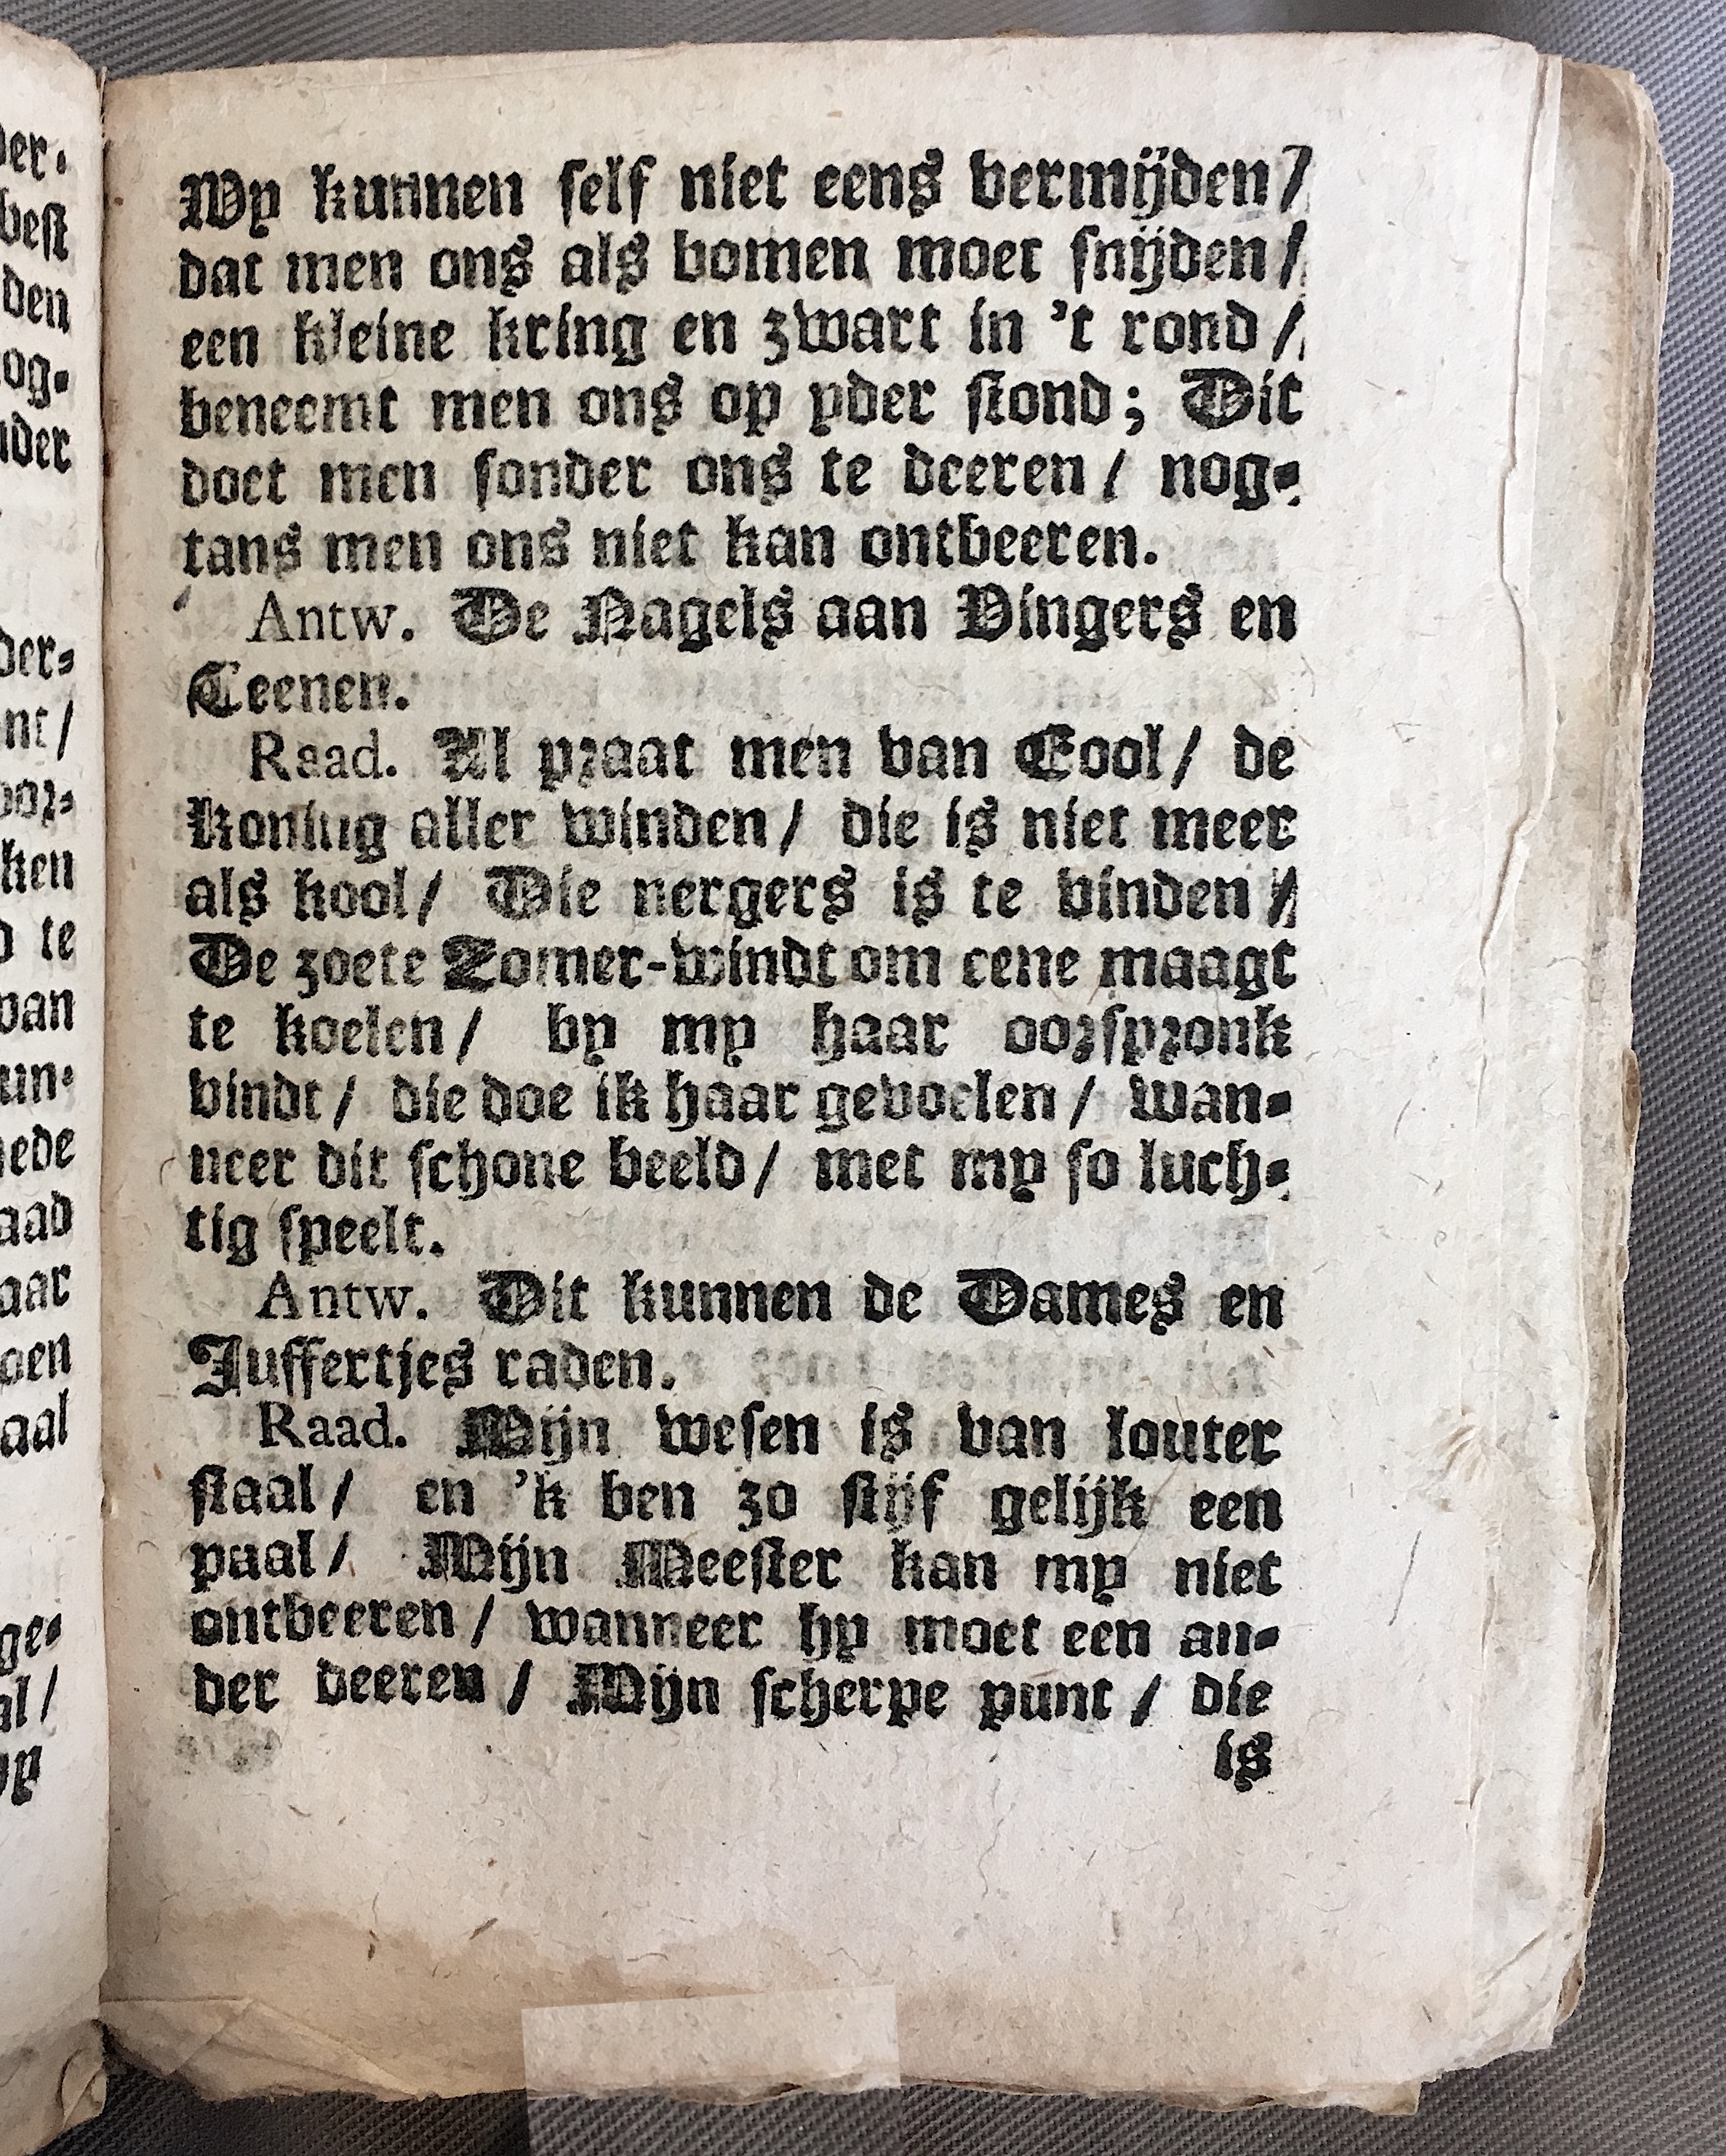 Wy kunnen self niet eens vermijden /
dat men ons als bomen moet snijden /
een kleine kring en zwart in 't rond /
beneemt men ons op yder stond ; Dit
doet men sonder ons te deeren / nog-
tans men ons niet kan ontbeeren.
Antw. De Nagels aan Vingers en
Teenen.
Raad. Al praat men van Eool / de
Koning aller winden / die is niet meer
als kool / Die nergers is te vinden /
De zoete Zomer-windt om eene maagt
te koelen / by my haar oorspronk
vindt / die doe ik haar gevoelen / wan-
neer dit schone beeld / met my so luch-
tig speelt.
Antw. Dit kunnen de Dames en
Juffertjes raden.
Raad. Mijn wesen is van louter
staal / en 'k ben zo stijf gelijk een
paal / Mijn Meester kan my niet
ontbeeren / wanneer hy moet een an-
der deeren / Mijn scherpe punt / die
is